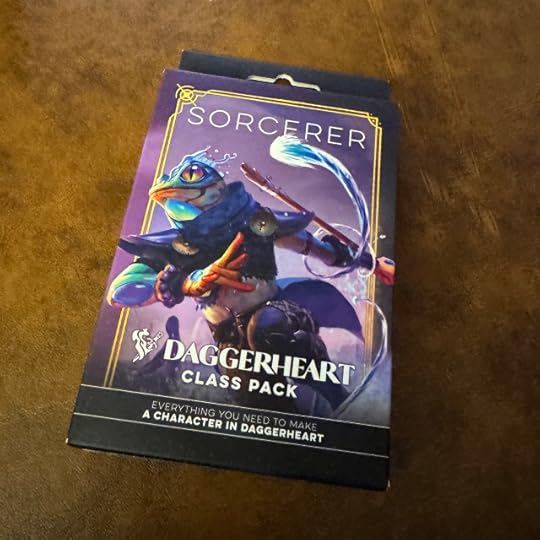 SORCERER
DAGGERHEART
CLASS PACK
EVERYTHING YOU NEED TO MAKE
A CHARACTER IN DAGGERHEART